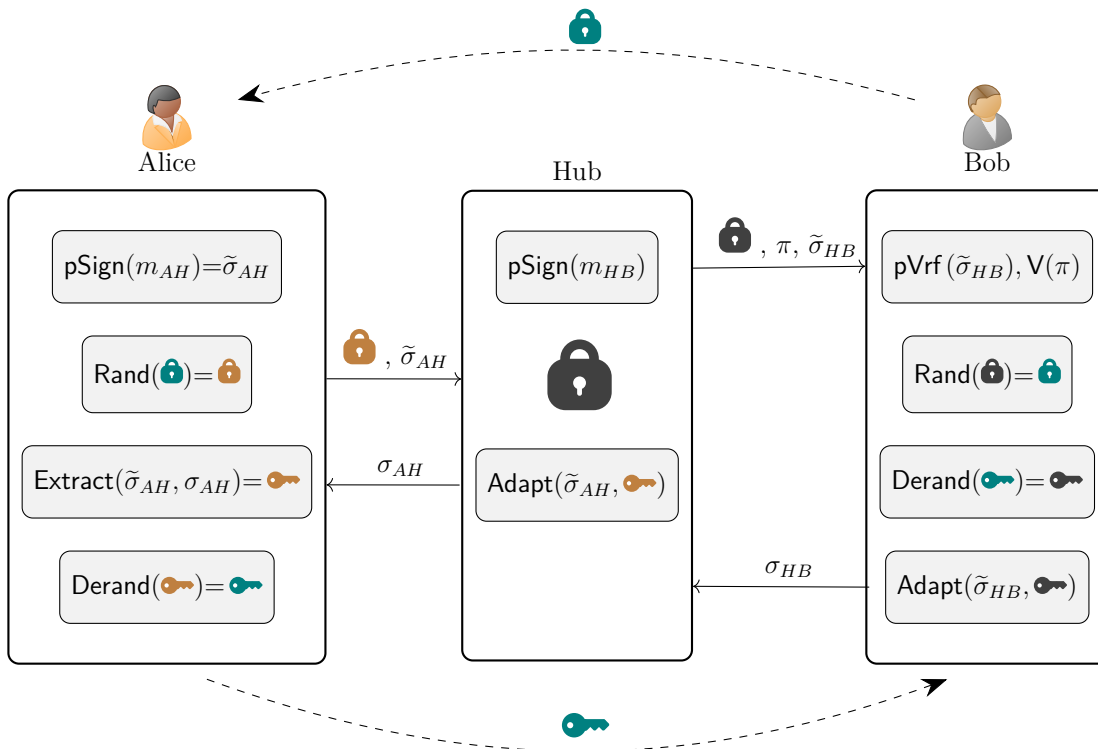 Alice
Hub
Bob
pSign(m_AH)=σ̃_AH
Rand( )=
Extract(σ̃_AH, σ_AH)=
Derand( )=
, σ̃_AH
σ_AH
pSign(m_HB)
Adapt(σ̃_AH, )
, π, σ̃_HB
σ_HB
pVrf(σ̃_HB), V(π)
Rand( )=
Derand( )=
Adapt(σ̃_HB, )